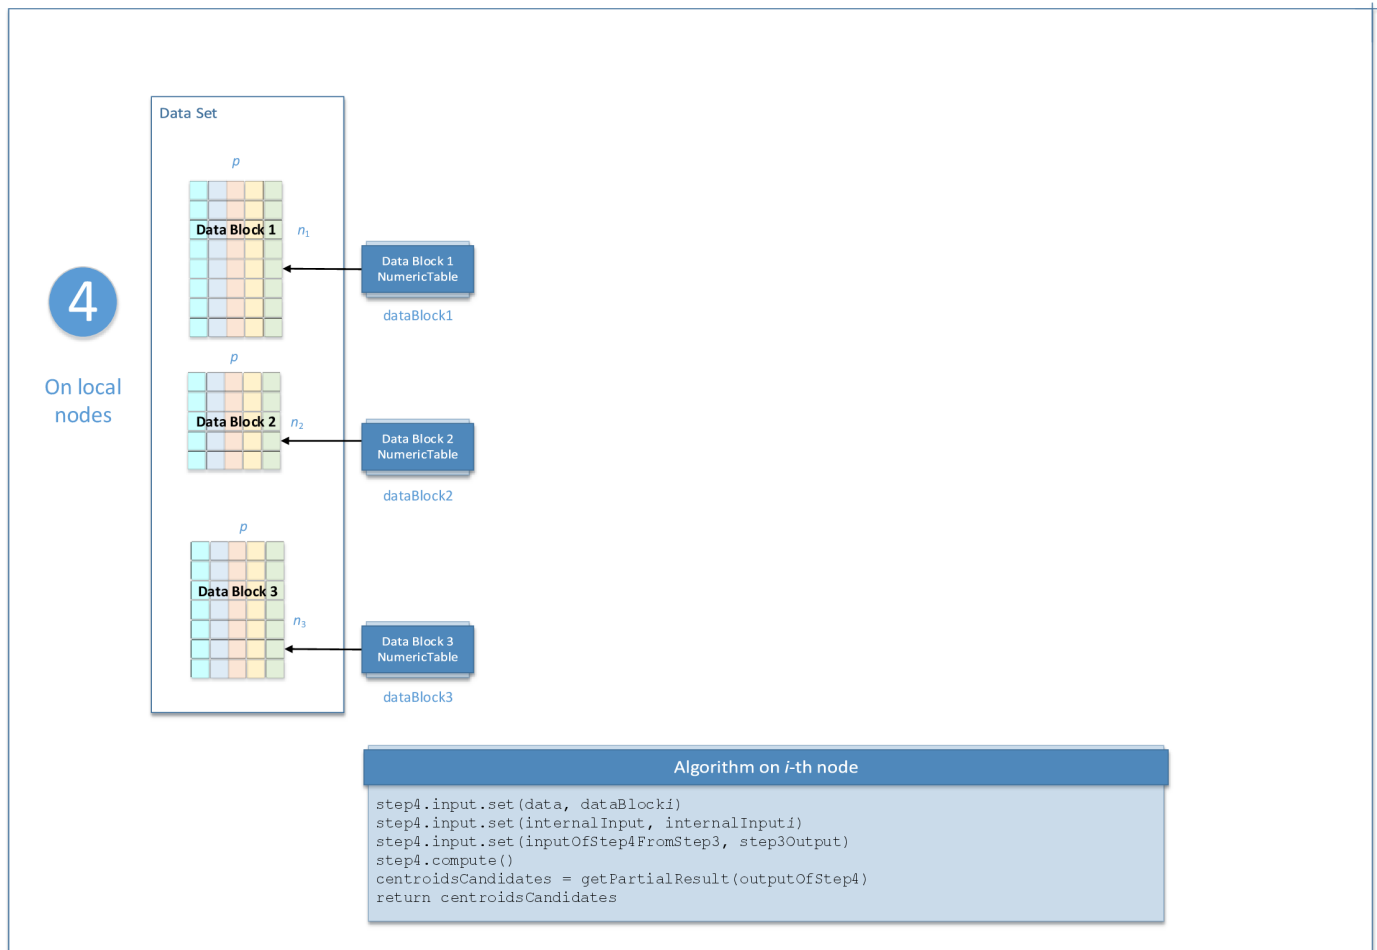 Data Set
p
Data Block 1
n1
Data Block 1
NumericTable
dataBlock1
4
On local
nodes
p
Data Block 2
n2
Data Block 2
NumericTable
dataBlock2
p
Data Block 3
n3
Data Block 3
NumericTable
dataBlock3
Algorithm on i-th node
step4.input.set(data, dataBlocki)
step4.input.set(internalInput, internalInputi)
step4.input.set(inputOfStep4FromStep3, step3Output)
step4.compute()
centroidsCandidates = getPartialResult(outputOfStep4)
return centroidsCandidates